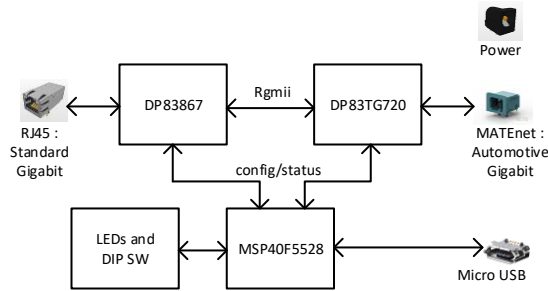 Power
DP83867
Rgmii
DP83TG720
RJ45 :
Standard
Gigabit
MATEnet :
Automotive
Gigabit
config/status
LEDs and
DIP SW
MSP40F5528
Micro USB